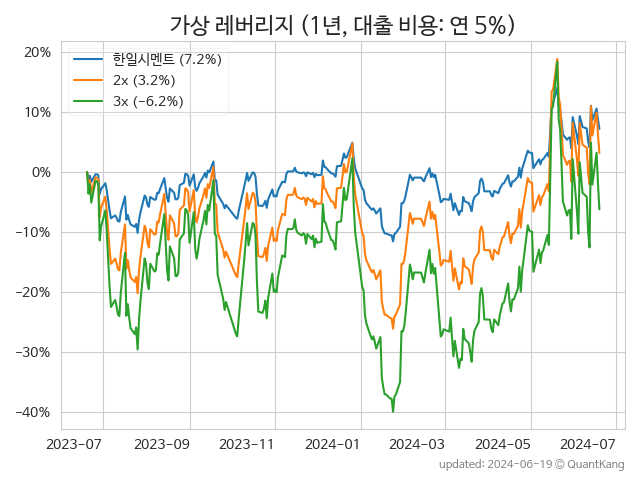 가상 레버리지 (1년, 대출 비용: 연 5%)
한일시멘트 (7.2%)
2x (3.2%)
3x (−6.2%)
20%
10%
0%
−10%
−20%
−30%
−40%
2023-07 2023-09 2023-11 2024-01 2024-03 2024-05 2024-07
updated: 2024-06-19 © QuantKang